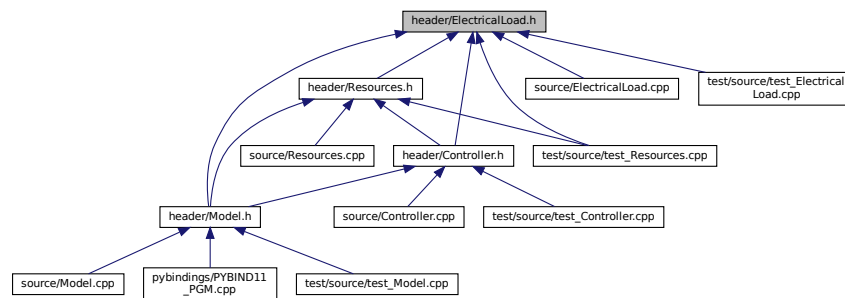 header/ElectricalLoad.h
header/Resources.h
source/ElectricalLoad.cpp
test/source/test_Electrical
Load.cpp
source/Resources.cpp
header/Controller.h
test/source/test_Resources.cpp
header/Model.h
source/Controller.cpp
test/source/test_Controller.cpp
source/Model.cpp
pybindings/PYBIND11
_PGM.cpp
test/source/test_Model.cpp